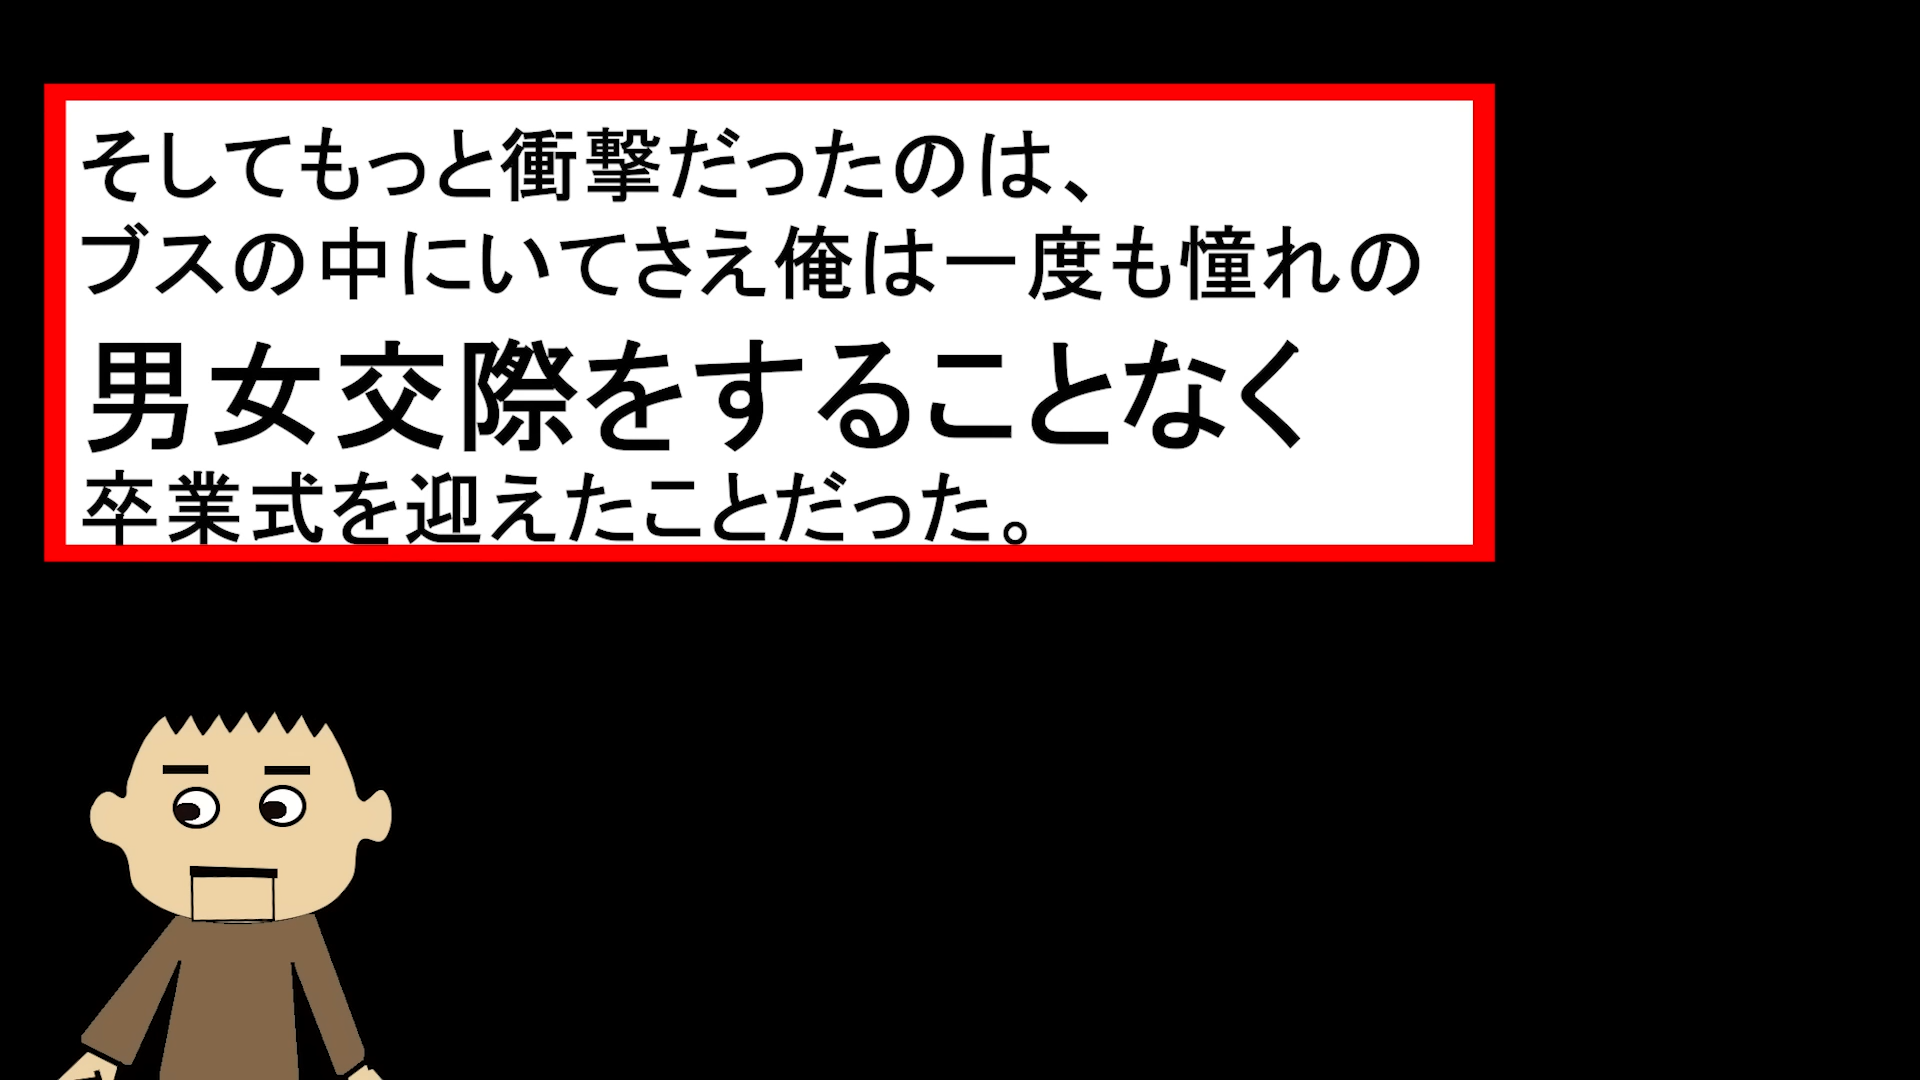 そしてもっと衝撃だったのは、
ブスの中にいてさえ俺は一度も憧れの
男女交際をすることなく
卒業式を迎えたことだった。